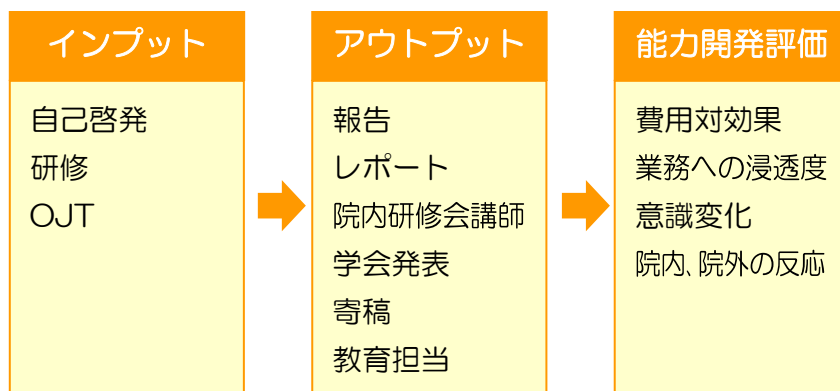 インプット
自己啓発
研修
OJT
アウトプット
報告
レポート
院内研修会講師
学会発表
寄稿
教育担当
能力開発評価
費用対効果
業務への浸透度
意識変化
院内、院外の反応